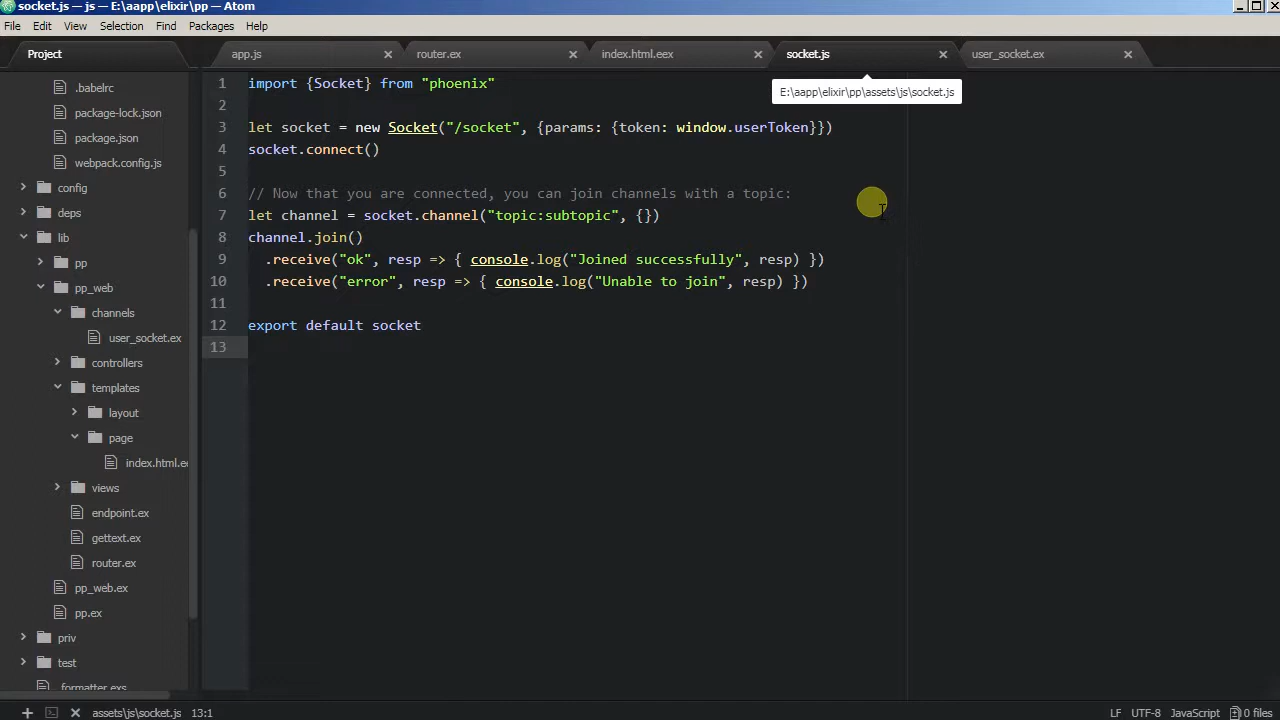 socket.js — js — E:\aapp\elixir\pp — Atom
File Edit View Selection Find Packages Help
Project
app.js
router.ex
index.html.eex
socket.js
user_socket.ex
E:\aapp\elixir\pp\assets\js\socket.js
.babelrc
package-lock.json
package.json
webpack.config.js
config
deps
lib
pp
pp_web
channels
user_socket.ex
controllers
templates
layout
page
index.html.ee
views
endpoint.ex
gettext.ex
router.ex
pp_web.ex
pp.ex
priv
test
.formatter.exs
1 import {Socket} from "phoenix"
2
3 let socket = new Socket("/socket", {params: {token: window.userToken}})
4 socket.connect()
5
6 // Now that you are connected, you can join channels with a topic:
7 let channel = socket.channel("topic:subtopic", {})
8 channel.join()
9 .receive("ok", resp => { console.log("Joined successfully", resp) })
10 .receive("error", resp => { console.log("Unable to join", resp) })
11
12 export default socket
13
assets\js\socket.js 13:1
LF UTF-8 JavaScript 0 files